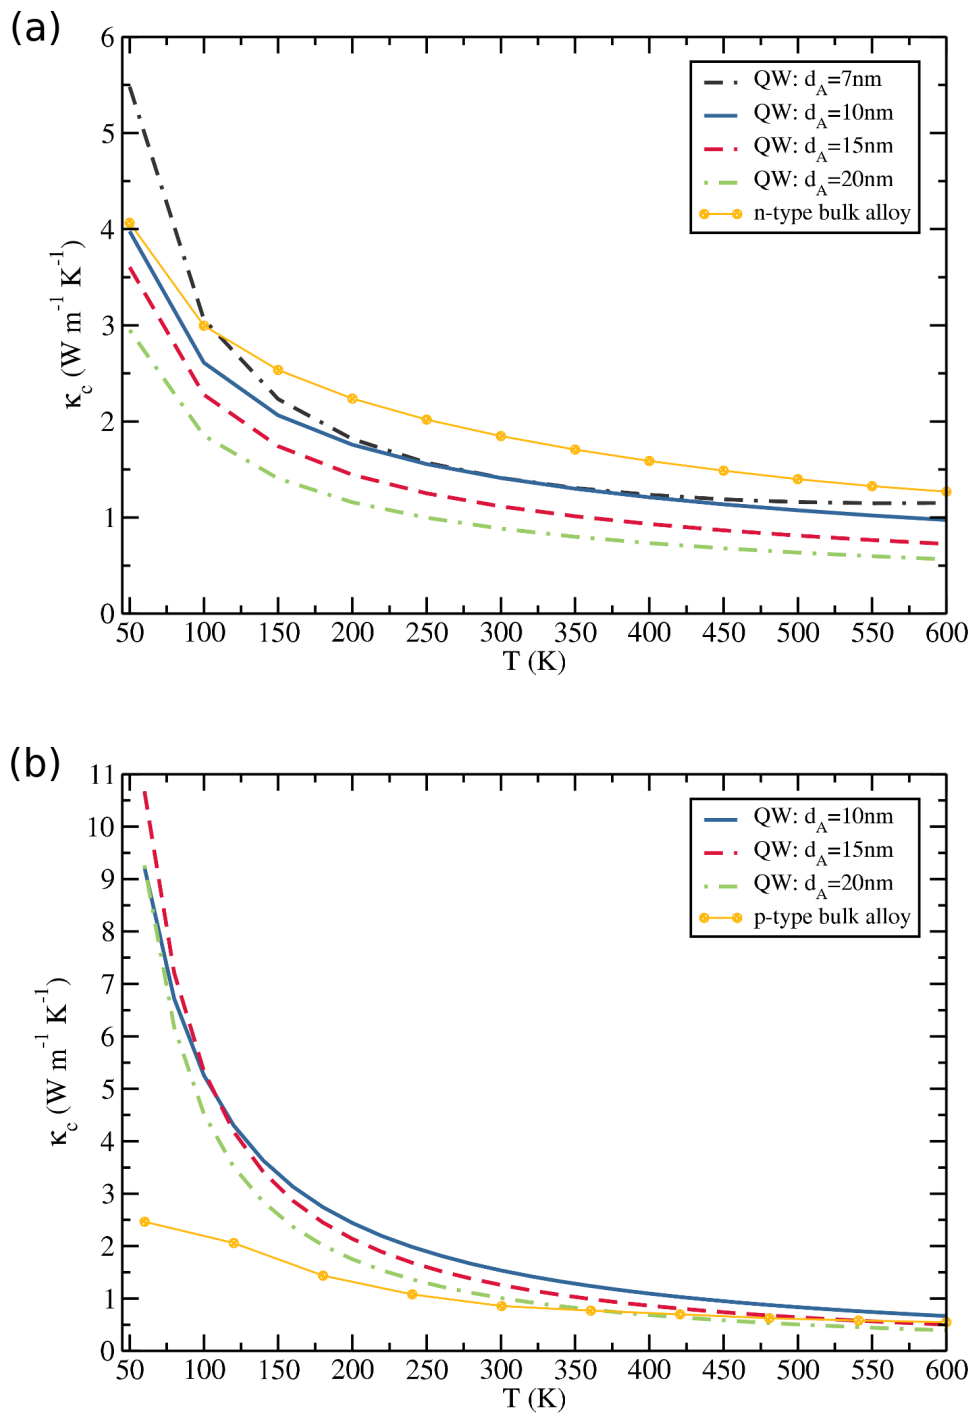 (a)
6
5
4
3
2
1
0
κc (W m-1 K-1)
QW: dA=7nm
QW: dA=10nm
QW: dA=15nm
QW: dA=20nm
n-type bulk alloy
50 100 150 200 250 300 350 400 450 500 550 600
T (K)
(b)
11
10
9
8
7
6
5
4
3
2
1
0
κc (W m-1 K-1)
QW: dA=10nm
QW: dA=15nm
QW: dA=20nm
p-type bulk alloy
50 100 150 200 250 300 350 400 450 500 550 600
T (K)